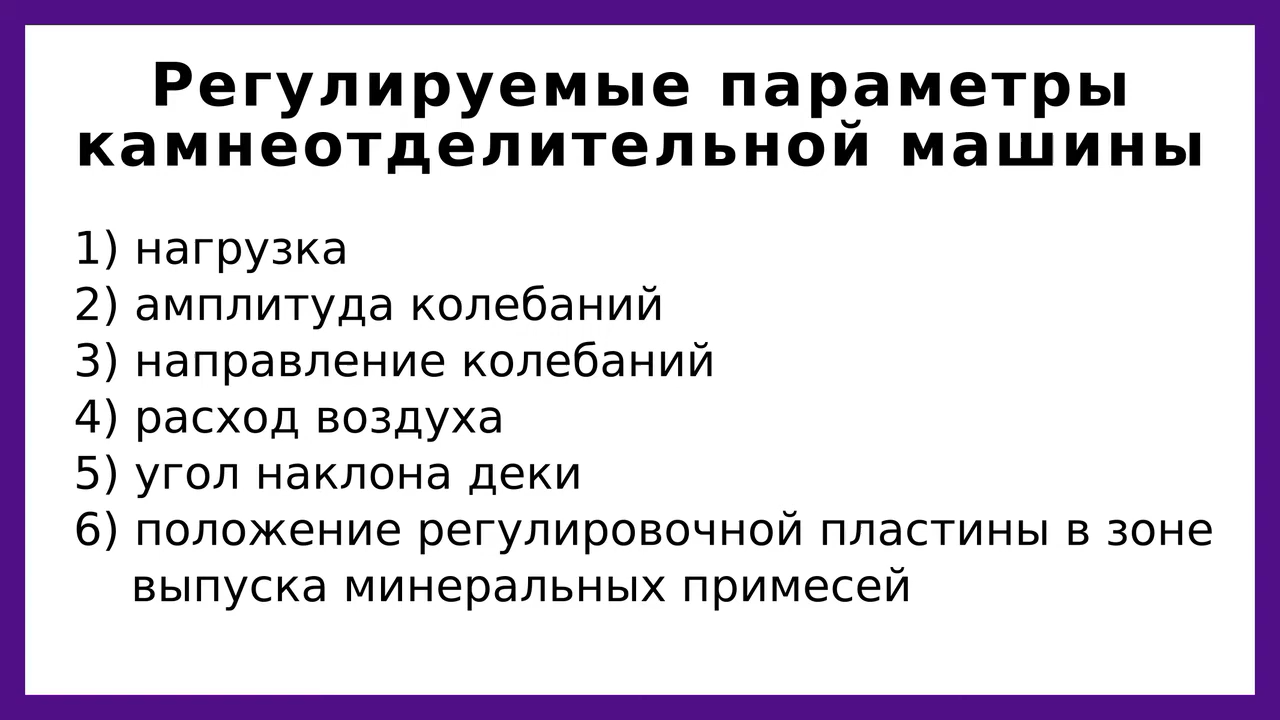 Регулируемые параметры
камнеотделительной машины
1) нагрузка
2) амплитуда колебаний
3) направление колебаний
4) расход воздуха
5) угол наклона деки
6) положение регулировочной пластины в зоне
выпуска минеральных примесей